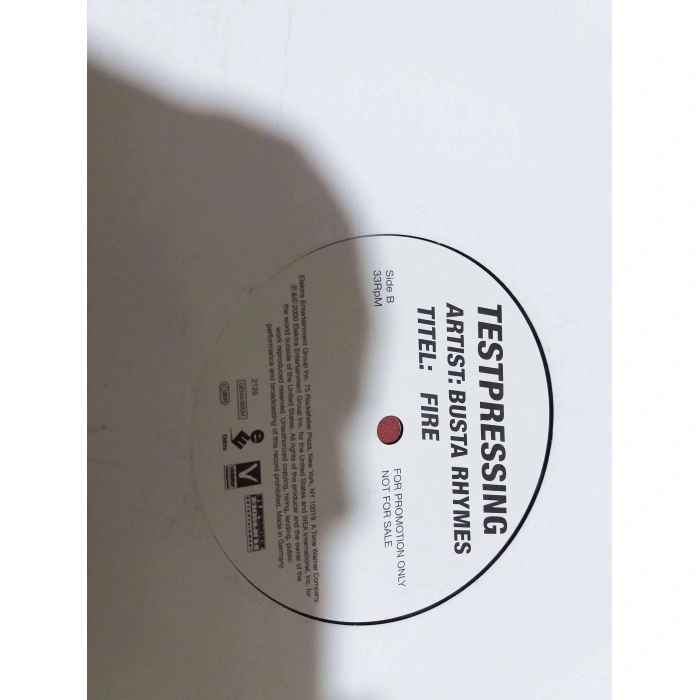 TESTPRESSING
ARTIST: BUSTA RHYMES
TITEL: FIRE
Side B
33RpM
FOR PROMOTION ONLY
NOT FOR SALE
Elektra Entertainment Group Inc. 75 Rockefeller Plaza, New York, NY 10019. A Time Warner Company.
℗ & © 2000 Elektra Entertainment Group Inc. for the United States and WEA International, Inc. for
the world outside of the United States. All rights of the producer and the owner of the
work reproduced reserved. Unauthorised copying, hiring, lending, public
performance and broadcasting of this record prohibited. Made in Germany.
2125
GEMA/BIEM
e